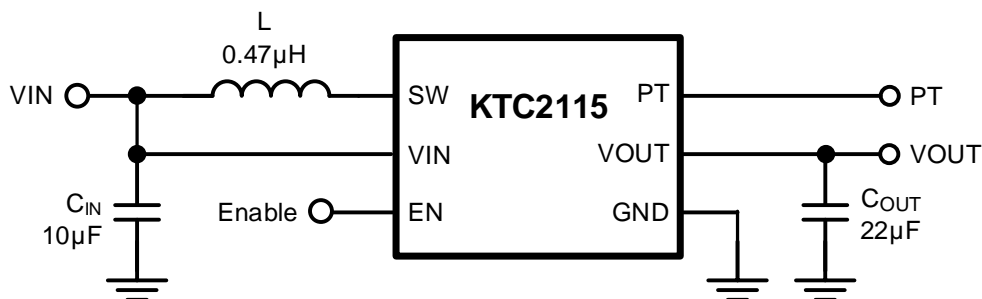 L
0.47µH
VIN
SW
KTC2115
PT
PT
VIN
VOUT
VOUT
CIN
10µF
Enable
EN
GND
COUT
22µF